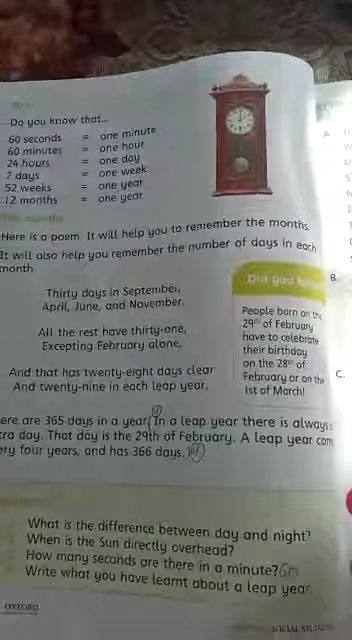 Do you know that...
60 seconds = one minute
60 minutes = one hour
24 hours = one day
7 days = one week
52 weeks = one year
12 months = one year
The months
Here is a poem. It will help you to remember the months.
It will also help you remember the number of days in each
month.
Thirty days in September,
April, June, and November.
All the rest have thirty-one,
Excepting February alone,
And that has twenty-eight days clear
And twenty-nine in each leap year.
Did you
People born on the
29th of February
have to celebrate
their birthday
on the 28th of
February or on the
1st of March!
ere are 365 days in a year. In a leap year there is always
tra day. That day is the 29th of February. A leap year com
ery four years, and has 366 days.
What is the difference between day and night?
When is the Sun directly overhead?
How many seconds are there in a minute?
Write what you have learnt about a leap year.
OXFORD
A
B.
C.